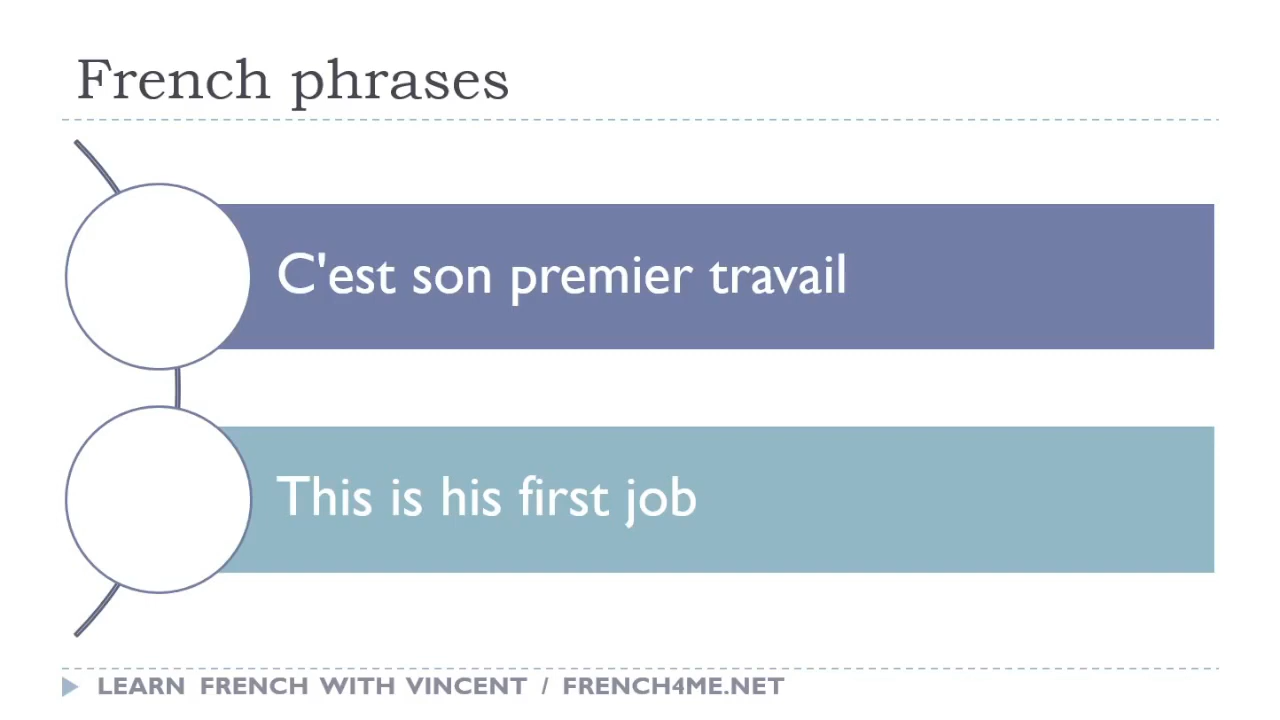 French phrases
C'est son premier travail
This is his first job
LEARN FRENCH WITH VINCENT / FRENCH4ME.NET